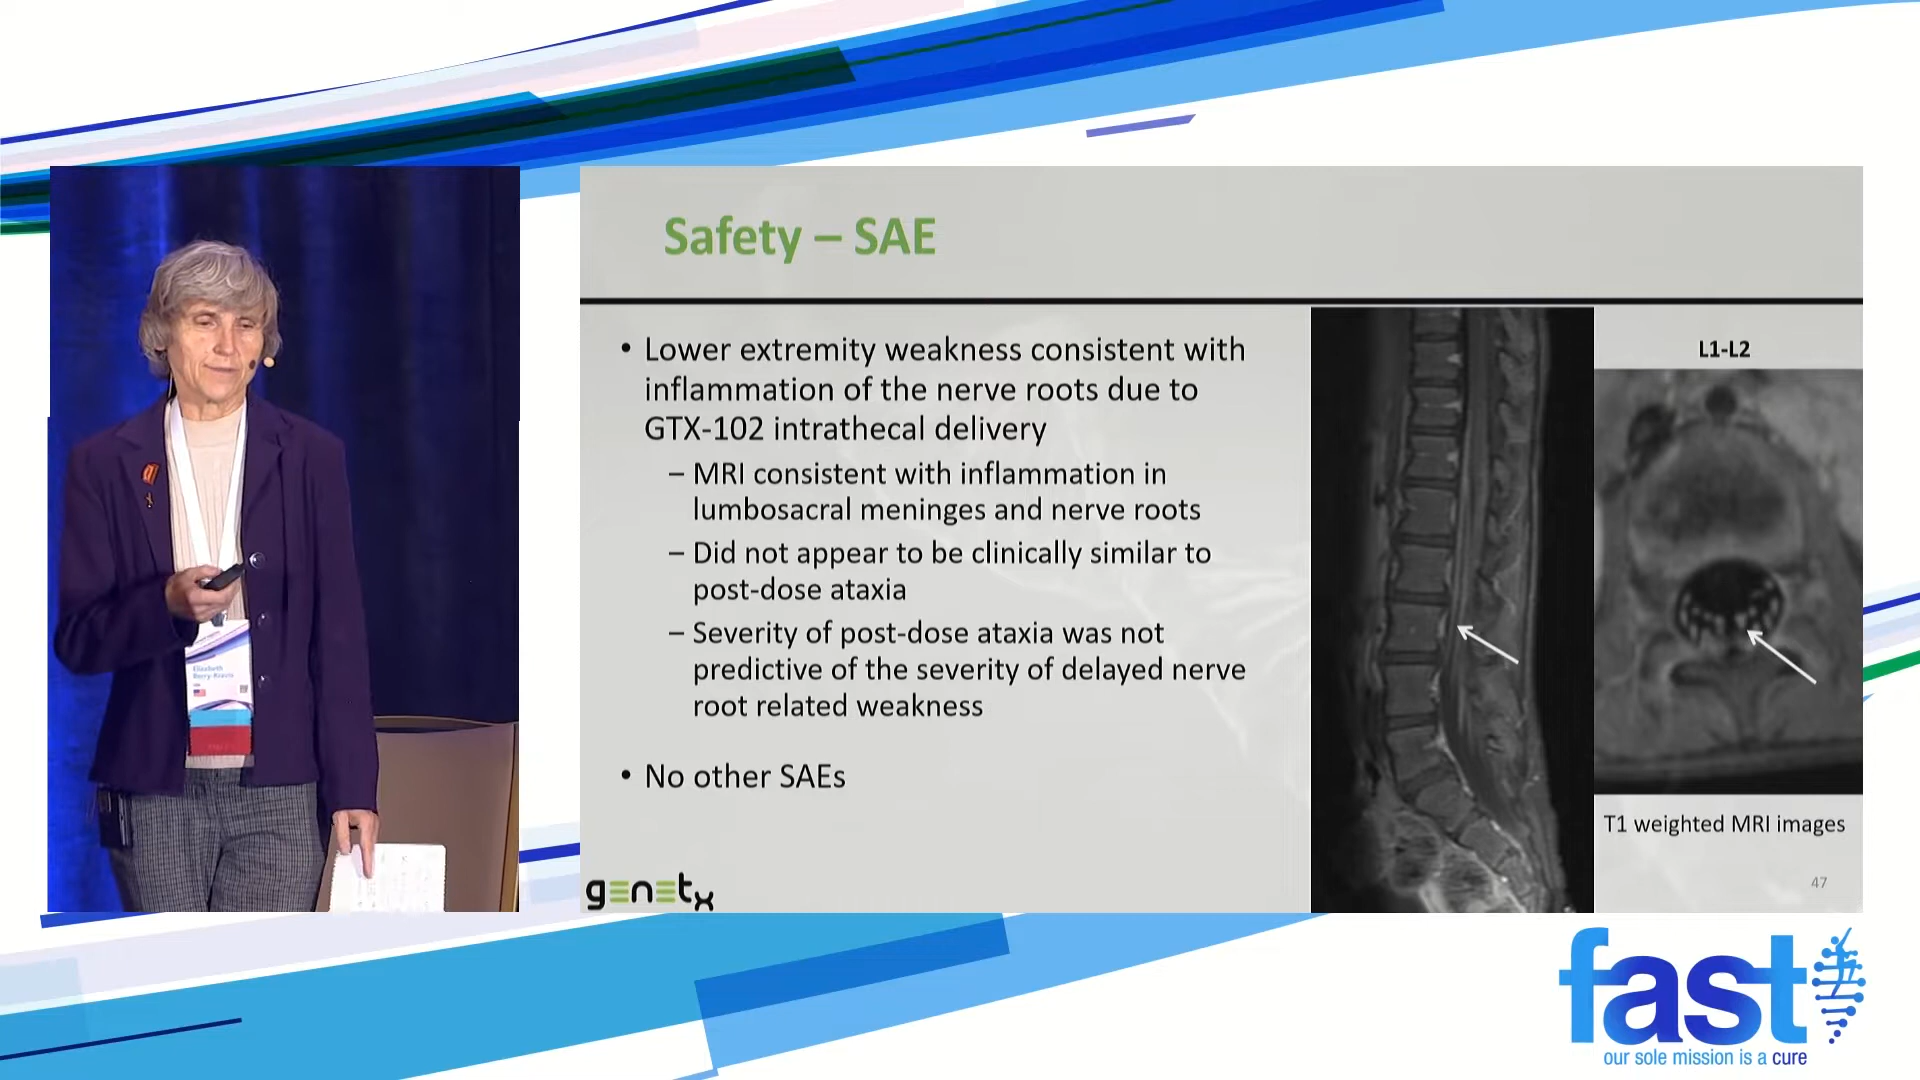 Elizabeth
Berry-Kravis
Safety – SAE
• Lower extremity weakness consistent with
inflammation of the nerve roots due to
GTX-102 intrathecal delivery
– MRI consistent with inflammation in
lumbosacral meninges and nerve roots
– Did not appear to be clinically similar to
post-dose ataxia
– Severity of post-dose ataxia was not
predictive of the severity of delayed nerve
root related weakness
• No other SAEs
L1-L2
T1 weighted MRI images
47
genetx
fast
our sole mission is a cure